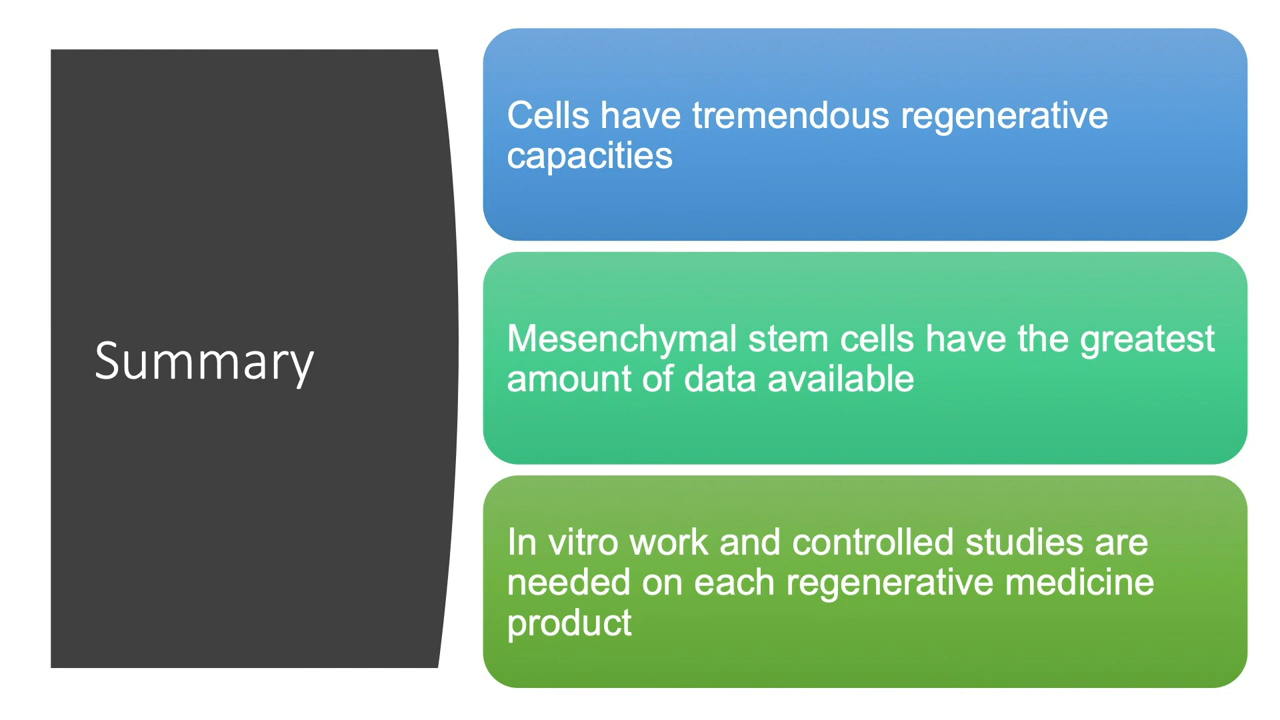 Summary
Cells have tremendous regenerative
capacities
Mesenchymal stem cells have the greatest
amount of data available
In vitro work and controlled studies are
needed on each regenerative medicine
product